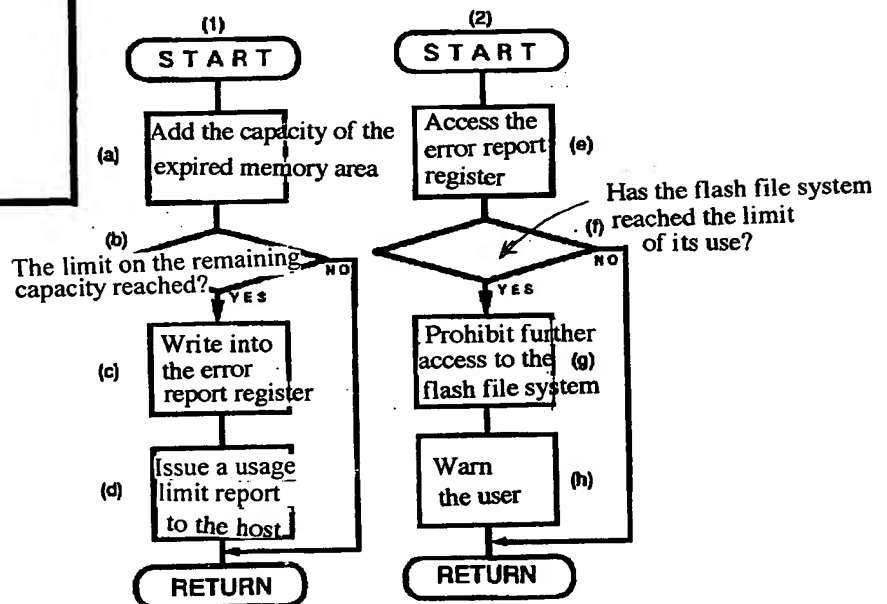 (1)
START
(a)
Add the capacity of the
expired memory area
(b)
The limit on the remaining
capacity reached?
NO
YES
(c)
Write into
the error
report register
(d)
Issue a usage
limit report
to the host
RETURN
(2)
START
Access the
error report
register
(e)
Has the flash file system
reached the limit
of its use?
(f)
NO
YES
Prohibit further
access to the
flash file system
(g)
Warn
the user
(h)
RETURN